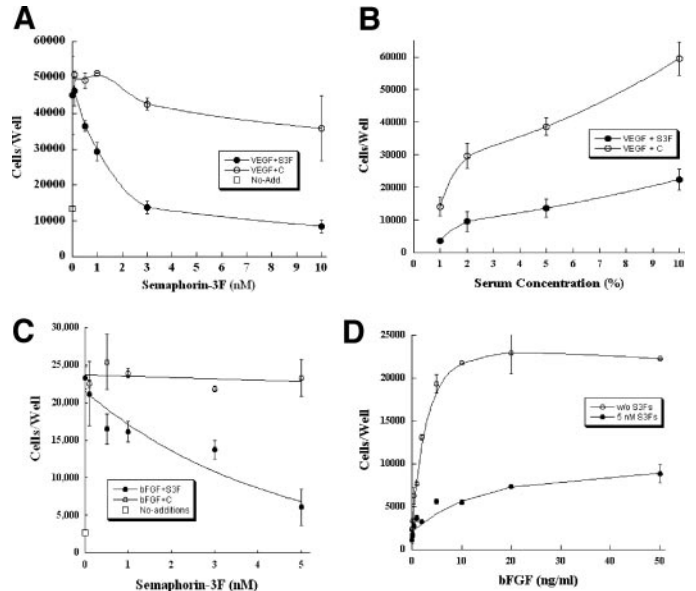 A
60000
50000
40000
30000
20000
10000
0
Cells/Well
VEGF+S3F
VEGF+C
No-Add.
0 1 2 3 4 5 6 7 8 9 10
Semaphorin-3F (nM)
B
60000
50000
40000
30000
20000
10000
0
Cells/Well
VEGF + S3F
VEGF + C
0 1 2 3 4 5 6 7 8 9 10
Serum Concentration (%)
C
35,000
30,000
25,000
20,000
15,000
10,000
5,000
0
Cells/Well
bFGF+S3F
bFGF+C
No-additions
0 1 2 3 4 5
Semaphorin-3F (nM)
D
25000
20000
15000
10000
5000
0
Cells/Well
w/o S3Fs
5 nM S3Fs
0 10 20 30 40 50
bFGF (ng/ml)